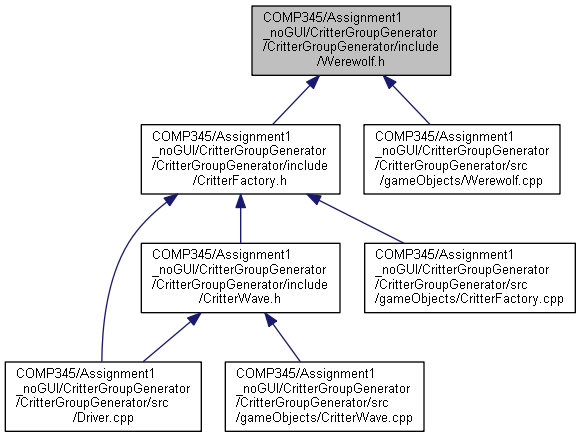 COMP345/Assignment1
_noGUI/CritterGroupGenerator
/CritterGroupGenerator/include
/Werewolf.h
COMP345/Assignment1
_noGUI/CritterGroupGenerator
/CritterGroupGenerator/include
/CritterFactory.h
COMP345/Assignment1
_noGUI/CritterGroupGenerator
/CritterGroupGenerator/src
/gameObjects/Werewolf.cpp
COMP345/Assignment1
_noGUI/CritterGroupGenerator
/CritterGroupGenerator/include
/CritterWave.h
COMP345/Assignment1
_noGUI/CritterGroupGenerator
/CritterGroupGenerator/src
/gameObjects/CritterFactory.cpp
COMP345/Assignment1
_noGUI/CritterGroupGenerator
/CritterGroupGenerator/src
/Driver.cpp
COMP345/Assignment1
_noGUI/CritterGroupGenerator
/CritterGroupGenerator/src
/gameObjects/CritterWave.cpp